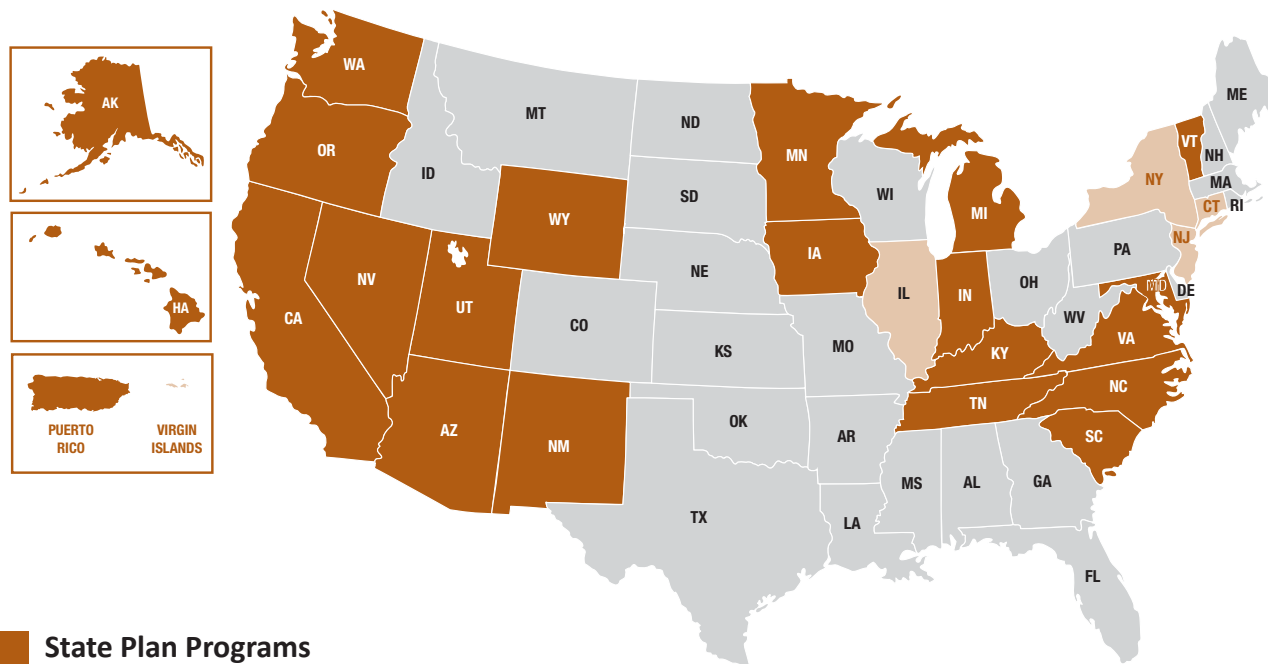 WA
AK
MT
ND
ME
OR
MN
VT
ID
NH
WI
NY
MA
SD
WY
MI
CT
RI
NJ
IA
PA
NE
NV
OH
MD
DE
UT
IL
IN
HA
CA
CO
WV
VA
MO
KS
KY
NC
TN
PUERTO
RICO
VIRGIN
ISLANDS
AZ
NM
OK
AR
SC
MS
AL
GA
TX
LA
FL
State Plan Programs